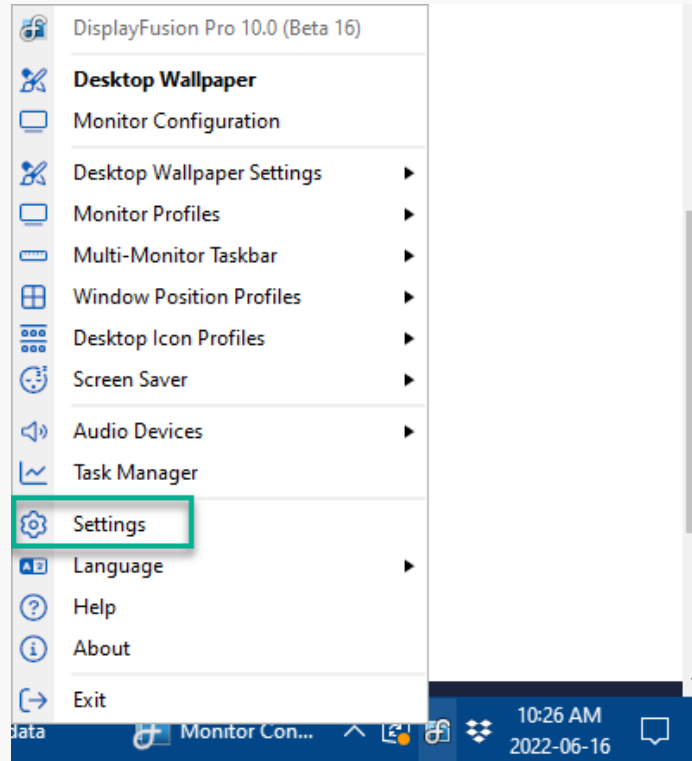 DisplayFusion Pro 10.0 (Beta 16)
Desktop Wallpaper
Monitor Configuration
Desktop Wallpaper Settings
Monitor Profiles
Multi-Monitor Taskbar
Window Position Profiles
Desktop Icon Profiles
Screen Saver
Audio Devices
Task Manager
Settings
Language
Help
About
Exit
data
Monitor Con...
10:26 AM
2022-06-16